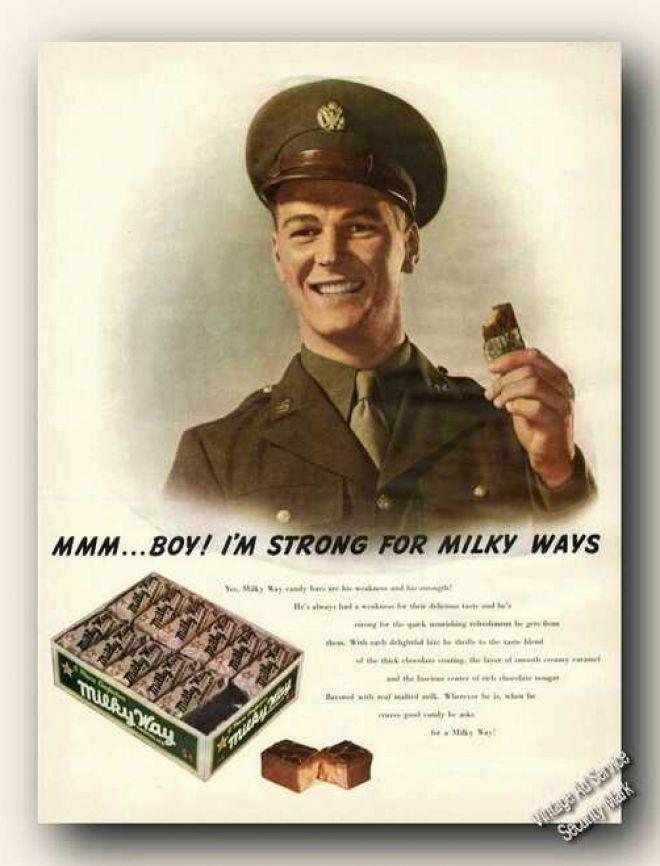 MMM...BOY! I'M STRONG FOR MILKY WAYS
Yes, Milky Way candy bars are his weakness and his strength!
He's always had a weakness for their delicious taste and he's
strong for the quick nourishing refreshment he gets from
them. With each delightful bite he thrills to the taste blend
of the thick chocolate coating, the layer of smooth creamy caramel
and the luscious center of rich chocolate nougat
flavored with real malted milk. Wherever he is, when he
craves good candy he asks
for a Milky Way!
Milky Way
Milky Way
Vintage Ad Service
Security Mark